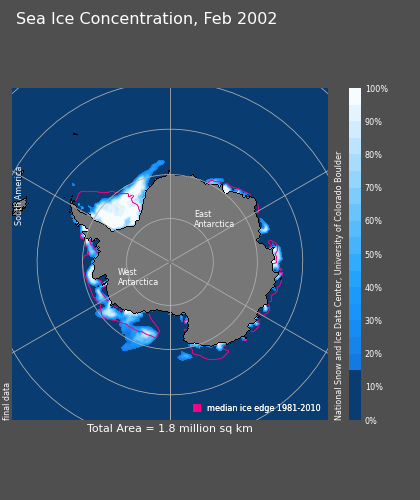 Sea Ice Concentration, Feb 2002
South America
East
Antarctica
West
Antarctica
final data
median ice edge 1981-2010
Total Area = 1.8 million sq km
National Snow and Ice Data Center, University of Colorado Boulder
100%
90%
80%
70%
60%
50%
40%
30%
20%
10%
0%